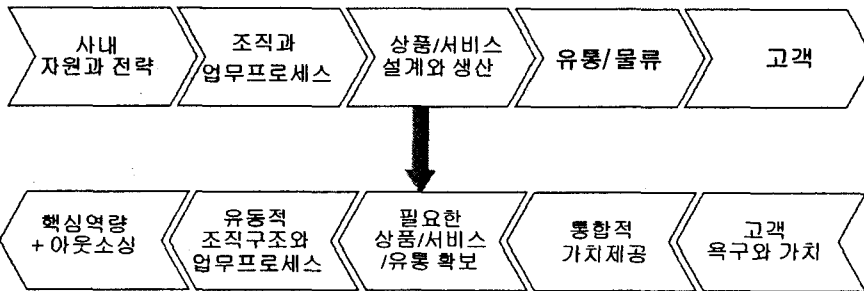 사내
자원과 전략
조직과
업무프로세스
상품/서비스
설계와 생산
유통/물류
고객
핵심역량
+ 아웃소싱
유동적
조직구조와
업무프로세스
필요한
상품/서비스
/유통 확보
통합적
가치제공
고객
욕구와 가치